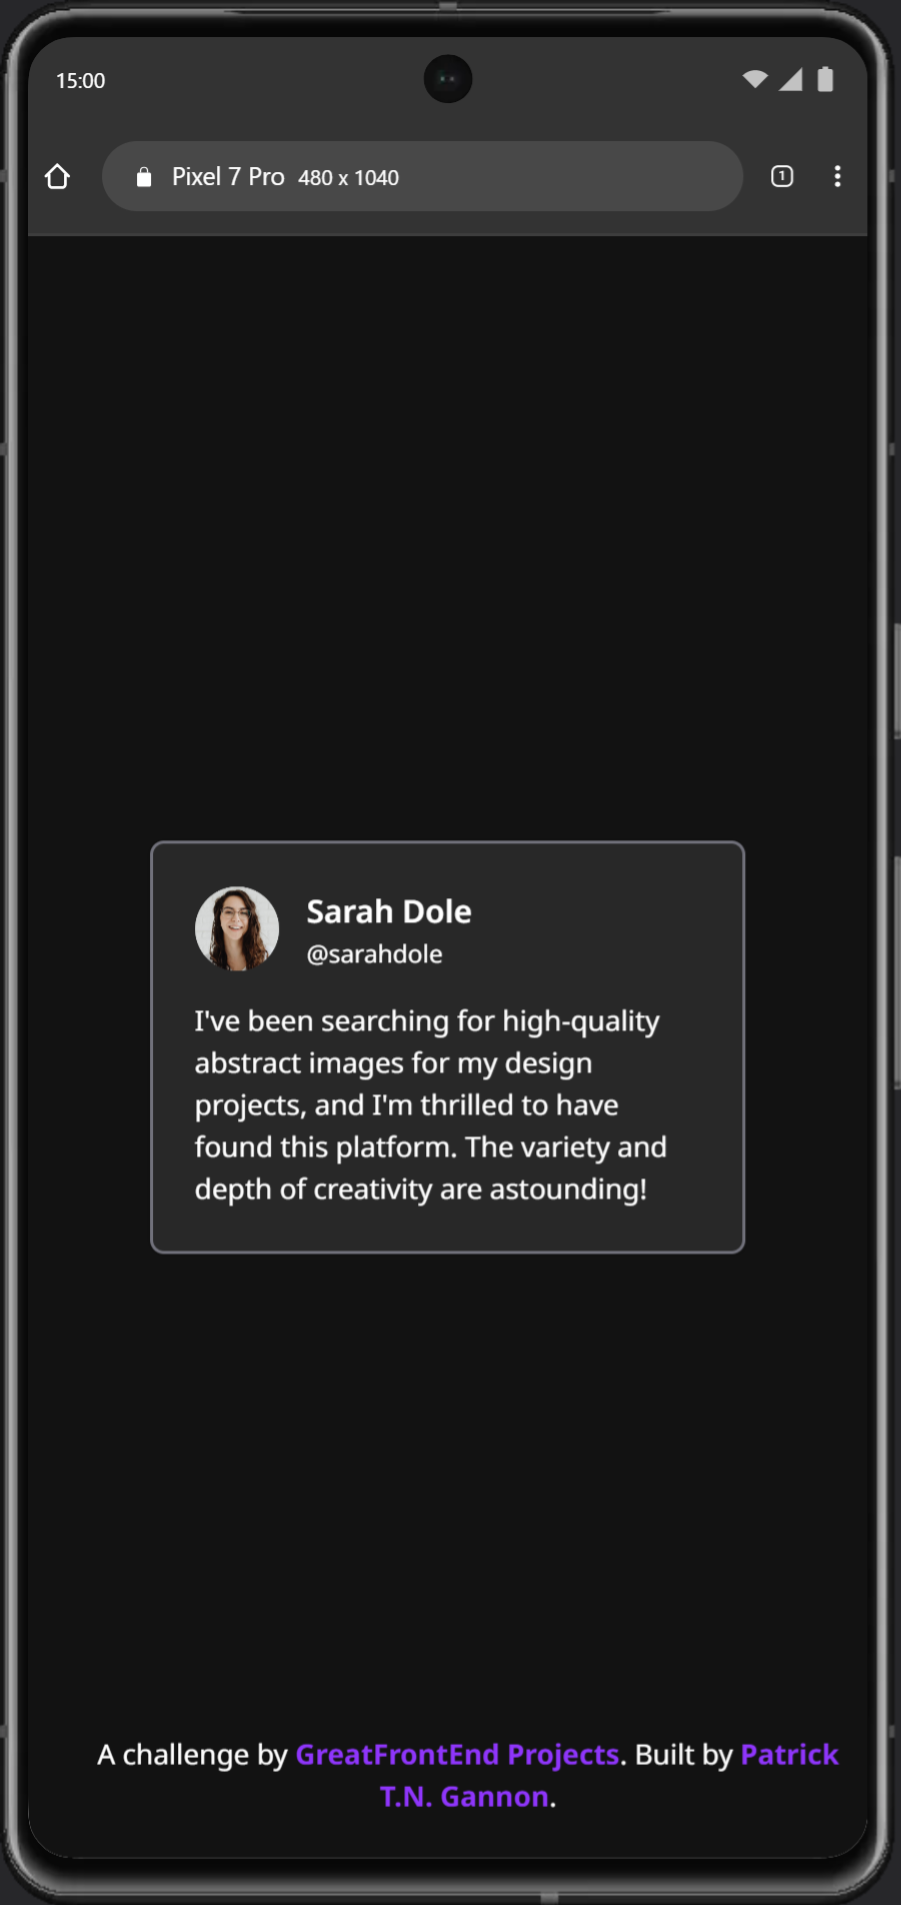 15:00
Pixel 7 Pro 480 x 1040
1
Sarah Dole
@sarahdole
I've been searching for high-quality
abstract images for my design
projects, and I'm thrilled to have
found this platform. The variety and
depth of creativity are astounding!
A challenge by GreatFrontEnd Projects. Built by Patrick
T.N. Gannon.